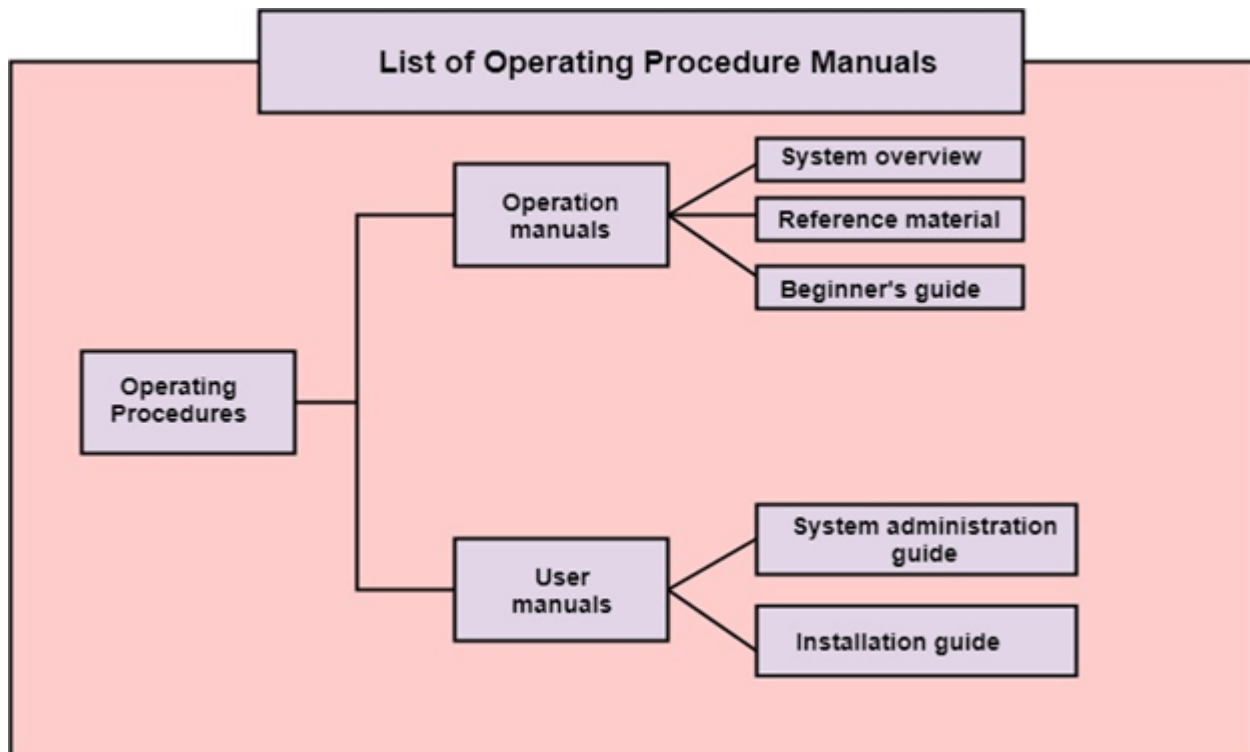 List of Operating Procedure Manuals
System overview
Operation
manuals
Reference material
Beginner's guide
Operating
Procedures
System administration
guide
User
manuals
Installation guide